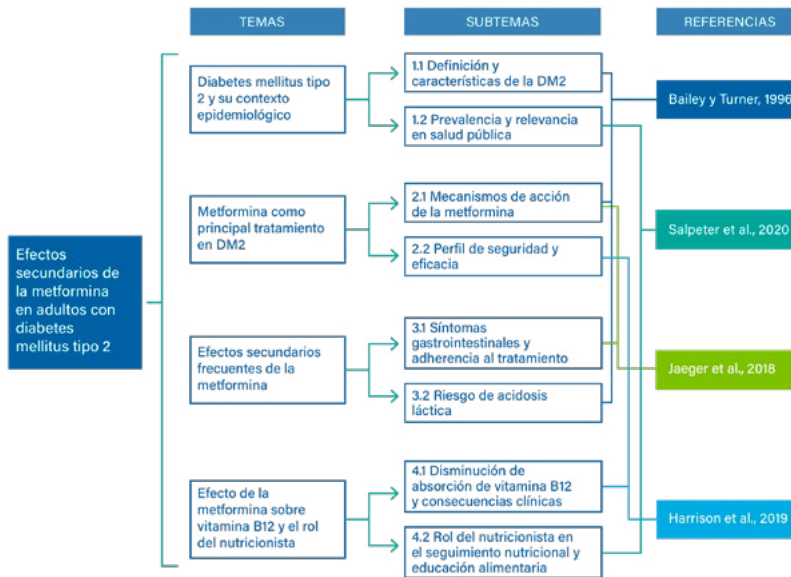 TEMAS
SUBTEMAS
REFERENCIAS
Efectos
secundarios de
la metformina
en adultos con
diabetes
mellitus tipo 2
Diabetes mellitus tipo
2 y su contexto
epidemiológico
1.1 Definición y
características de la DM2
1.2 Prevalencia y relevancia
en salud pública
Metformina como
principal tratamiento
en DM2
2.1 Mecanismos de acción
de la metformina
2.2 Perfil de seguridad y
eficacia
Efectos secundarios
frecuentes de la
metformina
3.1 Síntomas
gastrointestinales y
adherencia al tratamiento
3.2 Riesgo de acidosis
láctica
Efecto de la
metformina sobre
vitamina B12 y el rol
del nutricionista
4.1 Disminución de
absorción de vitamina B12
y consecuencias clínicas
4.2 Rol del nutricionista en
el seguimiento nutricional y
educación alimentaria
Bailey y Turner, 1996
Salpeter et al., 2020
Jaeger et al., 2018
Harrison et al., 2019